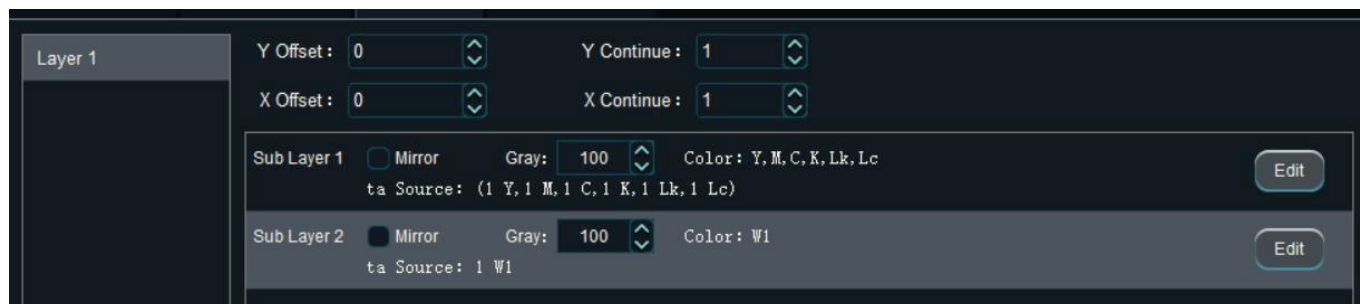 Layer 1
Y Offset： 0 Y Continue： 1
X Offset： 0 X Continue： 1
Sub Layer 1 Mirror Gray: 100 Color: Y,M,C,K,Lk,Lc Edit
ta Source: (1 Y,1 M,1 C,1 K,1 Lk,1 Lc)
Sub Layer 2 Mirror Gray: 100 Color: W1 Edit
ta Source: 1 W1